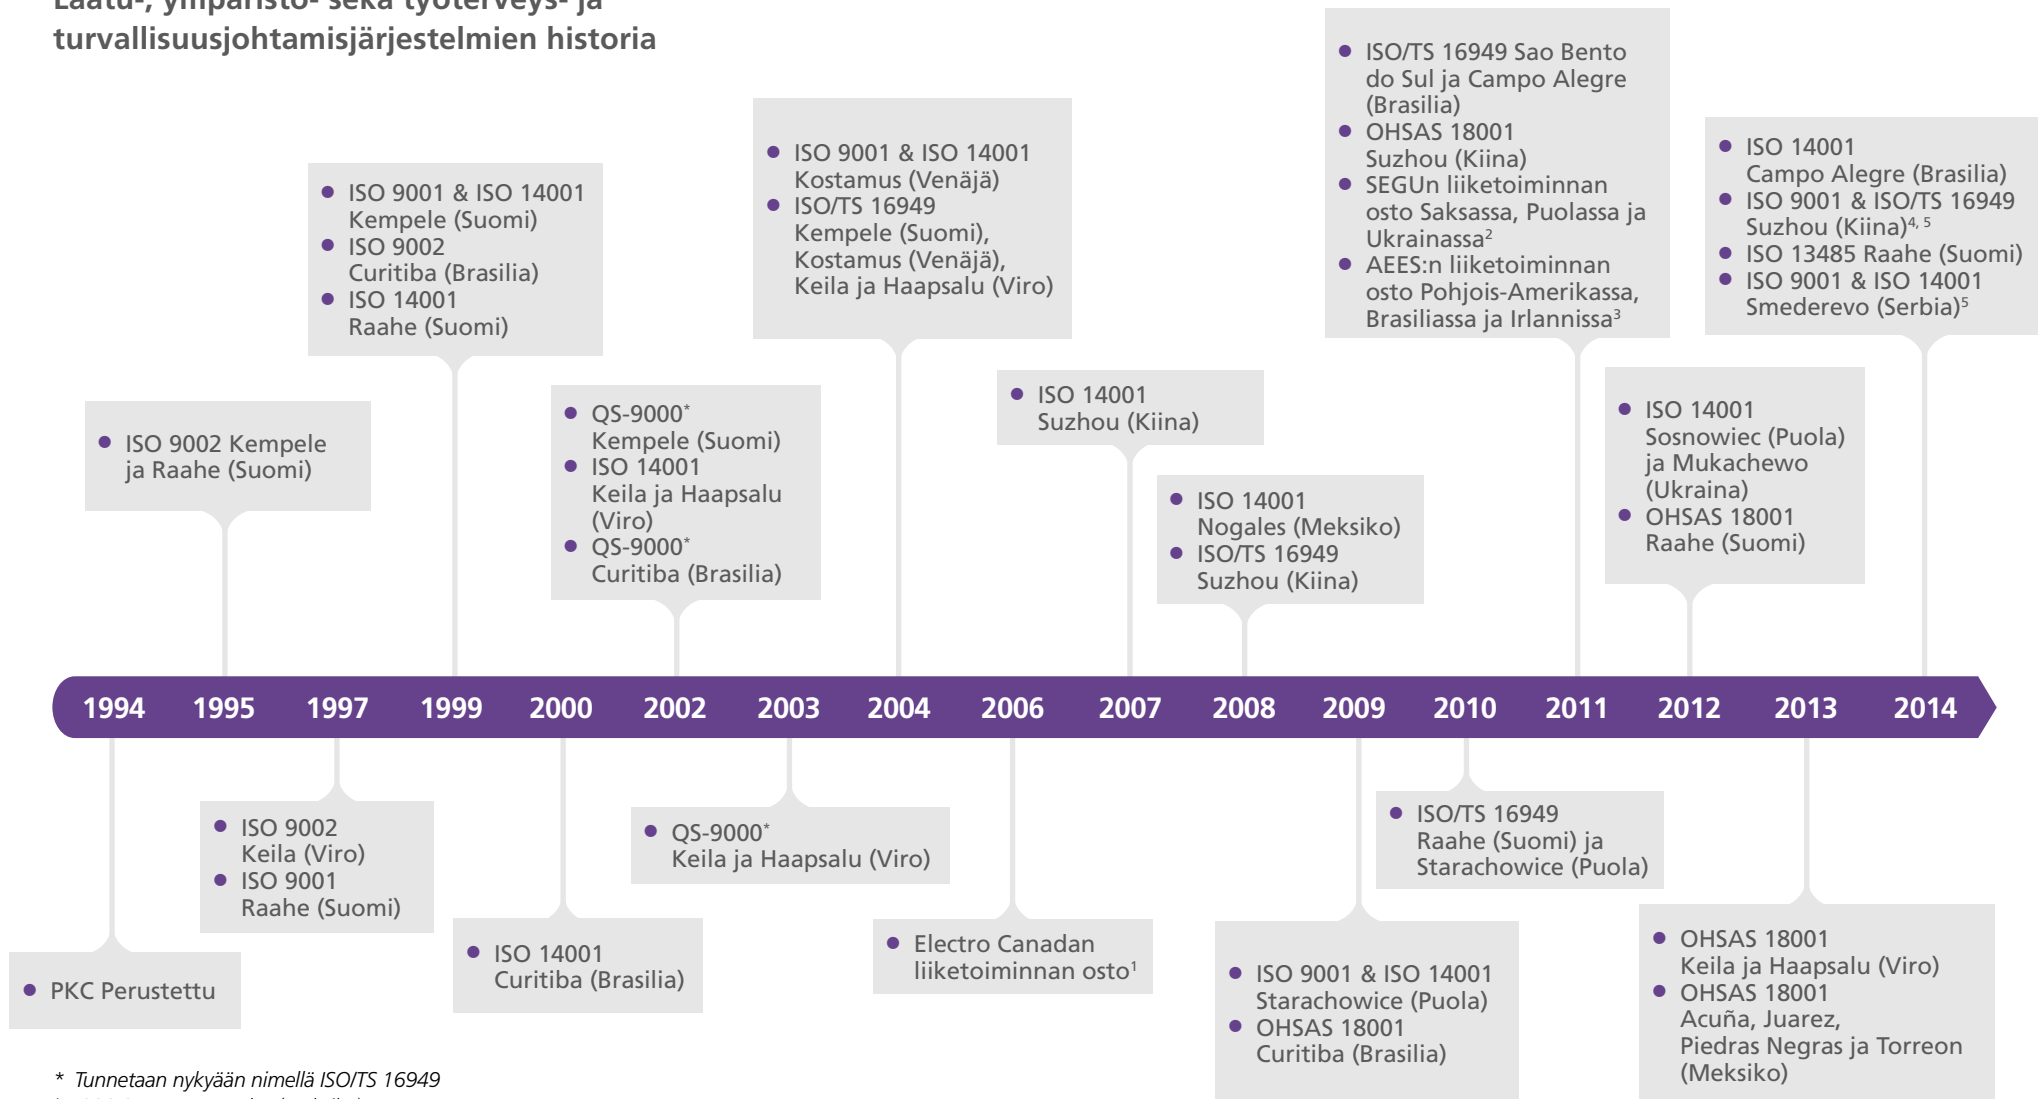 Laatu-, ympäristö- sekä työterveys- ja
turvallisuusjohtamisjärjestelmien historia
ISO 9002 Kempele
ja Raahe (Suomi)
ISO 9001 & ISO 14001
Kempele (Suomi)
ISO 9002
Curitiba (Brasilia)
ISO 14001
Raahe (Suomi)
QS-9000*
Kempele (Suomi)
ISO 14001
Keila ja Haapsalu
(Viro)
QS-9000*
Curitiba (Brasilia)
ISO 9001 & ISO 14001
Kostamus (Venäjä)
ISO/TS 16949
Kempele (Suomi),
Kostamus (Venäjä),
Keila ja Haapsalu (Viro)
ISO 14001
Suzhou (Kiina)
ISO 14001
Nogales (Meksiko)
ISO/TS 16949
Suzhou (Kiina)
ISO/TS 16949 Sao Bento
do Sul ja Campo Alegre
(Brasilia)
OHSAS 18001
Suzhou (Kiina)
SEGUn liiketoiminnan
osto Saksassa, Puolassa ja
Ukrainassa²
AEES:n liiketoiminnan
osto Pohjois-Amerikassa,
Brasiliassa ja Irlannissa³
ISO 14001
Sosnowiec (Puola)
ja Mukachewo
(Ukraina)
OHSAS 18001
Raahe (Suomi)
ISO 14001
Campo Alegre (Brasilia)
ISO 9001 & ISO/TS 16949
Suzhou (Kiina)⁴, ⁵
ISO 13485 Raahe (Suomi)
ISO 9001 & ISO 14001
Smederevo (Serbia)⁵
1994 1995 1997 1999 2000 2002 2003 2004 2006 2007 2008 2009 2010 2011 2012 2013 2014
PKC Perustettu
ISO 9002
Keila (Viro)
ISO 9001
Raahe (Suomi)
ISO 14001
Curitiba (Brasilia)
QS-9000*
Keila ja Haapsalu (Viro)
Electro Canadan
liiketoiminnan osto¹
ISO 9001 & ISO 14001
Starachowice (Puola)
OHSAS 18001
Curitiba (Brasilia)
ISO/TS 16949
Raahe (Suomi) ja
Starachowice (Puola)
OHSAS 18001
Keila ja Haapsalu (Viro)
OHSAS 18001
Acuña, Juarez,
Piedras Negras ja Torreon
(Meksiko)
* Tunnetaan nykyään nimellä ISO/TS 16949